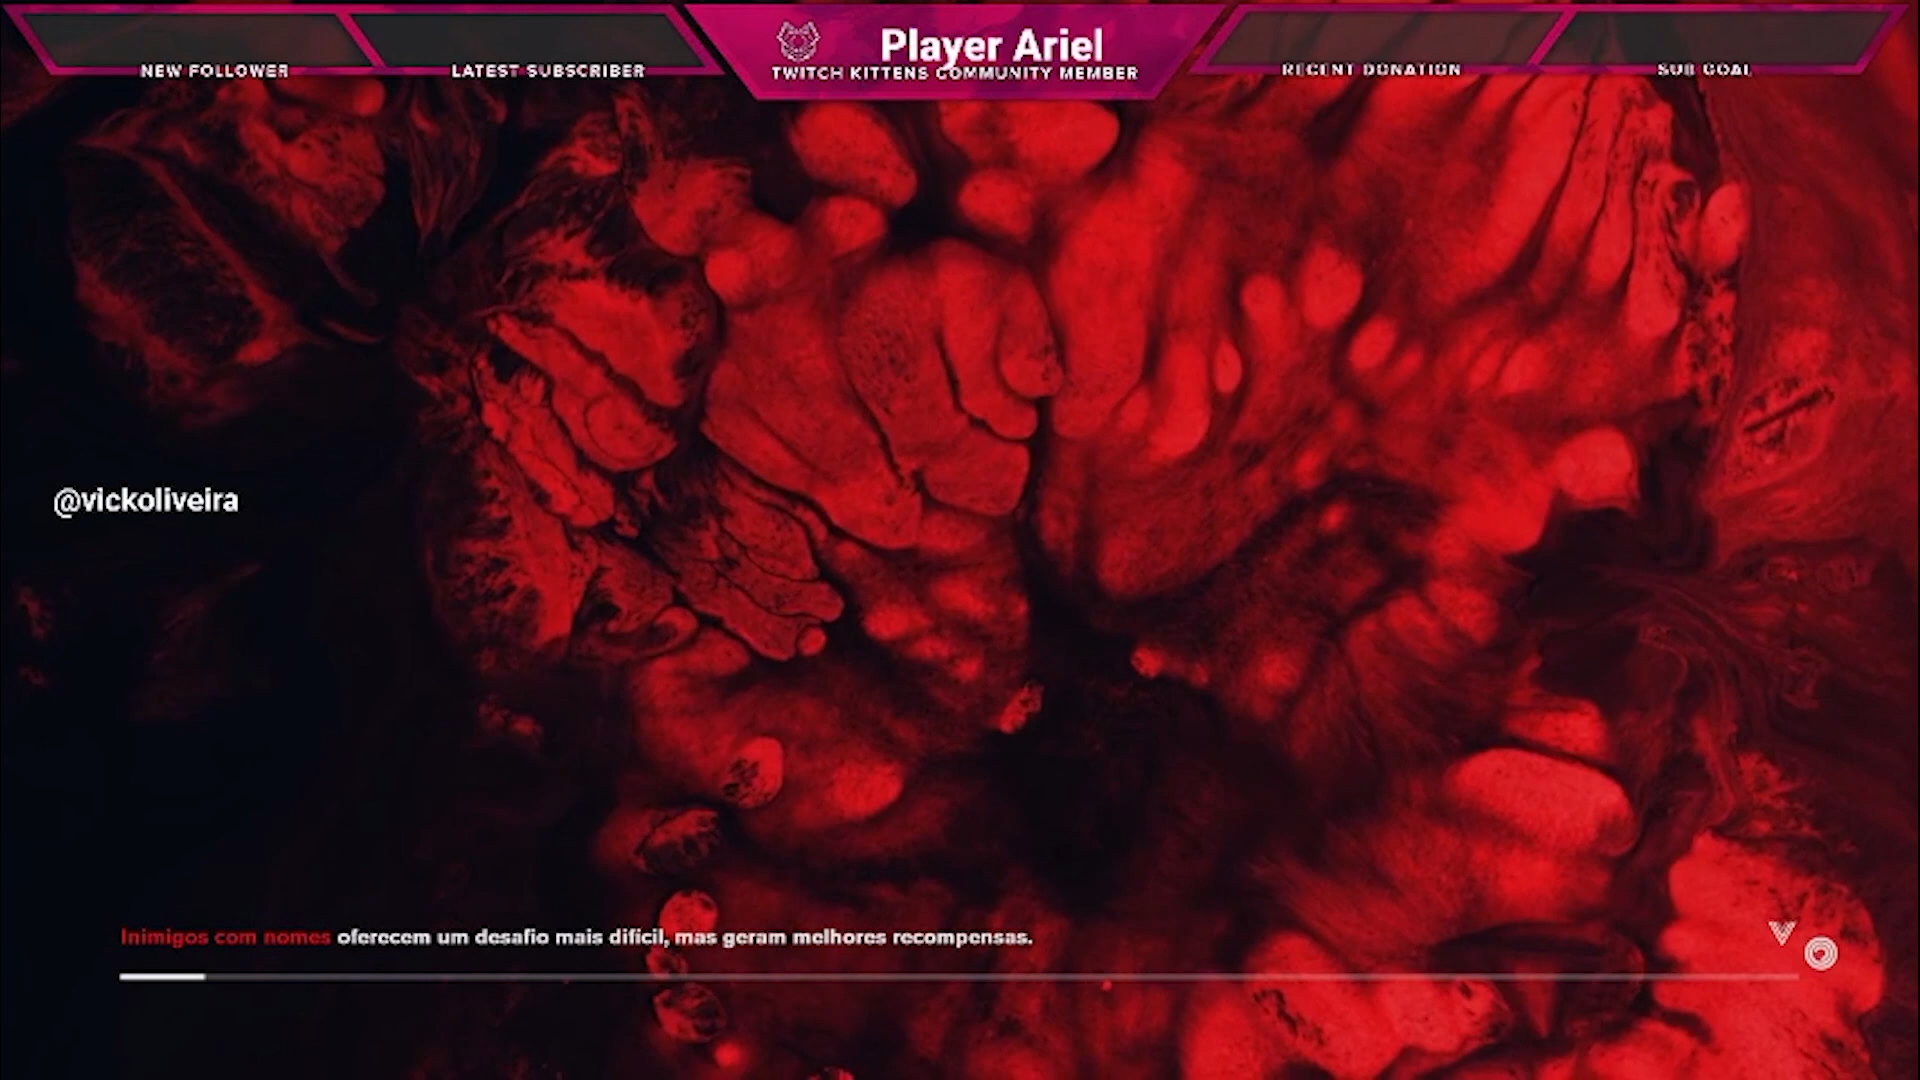 Player Ariel
TWITCH KITTENS COMMUNITY MEMBER
NEW FOLLOWER
LATEST SUBSCRIBER
RECENT DONATION
SUB GOAL
@vickoliveira
Inimigos com nomes oferecem um desafio mais difícil, mas geram melhores recompensas.